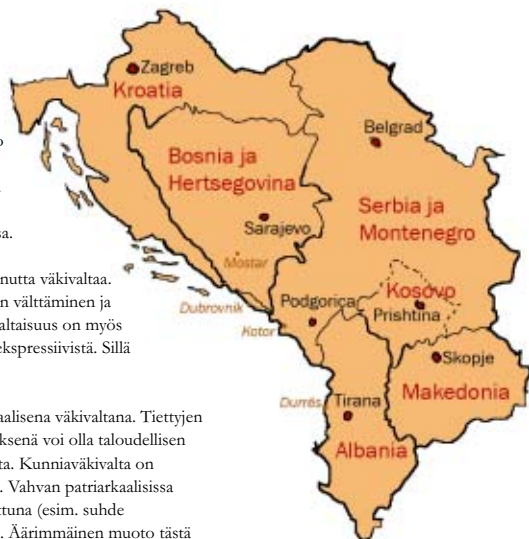 Zagreb
Kroatia
Belgrad
Bosnia ja
Hertsegovina
Sarajevo
Mostar
Serbia ja
Montenegro
Dubrovnik
Kotor
Podgorica
Kosovo
Prishtina
Skopje
Makedonia
Durrës
Tirana
Albania
o
sa.
nutta väkivaltaa.
n välttäminen ja
altaisuus on myös
ekspressiivistä. Sillä
aalisena väkivaltana. Tiettyjen
ksenä voi olla taloudellisen
ta. Kunniaväkivalta on
. Vahvan patriarkaalisissa
ttuna (esim. suhde
. Äärimmäinen muoto tästä